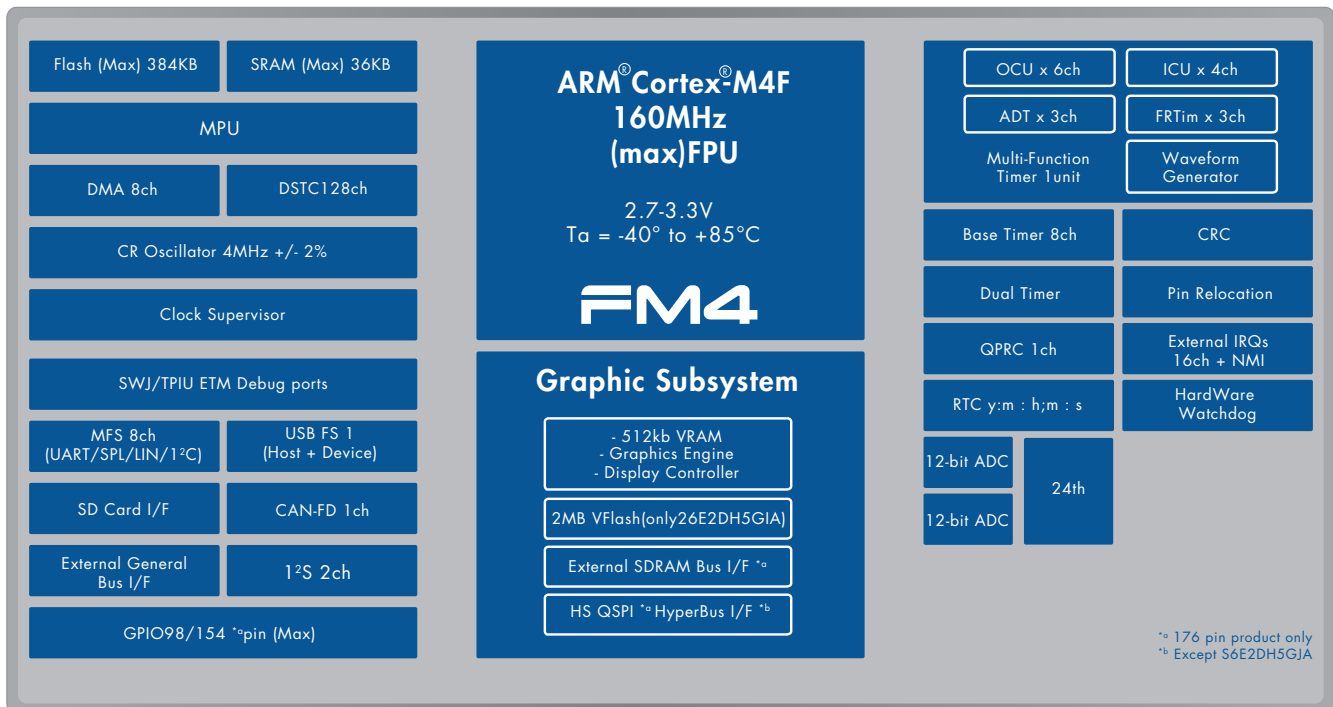 Flash (Max) 384KB
SRAM (Max) 36KB
MPU
DMA 8ch
DSTC128ch
CR Oscillator 4MHz +/- 2%
Clock Supervisor
SWJ/TPIU ETM Debug ports
MFS 8ch
(UART/SPL/LIN/1²C)
USB FS 1
(Host + Device)
SD Card I/F
CAN-FD 1ch
External General
Bus I/F
1²S 2ch
GPIO98/154 *ᵃpin (Max)
ARM®Cortex®-M4F
160MHz
(max)FPU
2.7-3.3V
Ta = -40° to +85°C
FM4
Graphic Subsystem
- 512kb VRAM
- Graphics Engine
- Display Controller
2MB VFlash(only26E2DH5GIA)
External SDRAM Bus I/F *ᵃ
HS QSPI *ᵃ HyperBus I/F *ᵇ
OCU x 6ch
ICU x 4ch
ADT x 3ch
FRTim x 3ch
Multi-Function
Timer 1unit
Waveform
Generator
Base Timer 8ch
CRC
Dual Timer
Pin Relocation
QPRC 1ch
External IRQs
16ch + NMI
RTC y:m : h;m : s
HardWare
Watchdog
12-bit ADC
24th
12-bit ADC
*ᵃ 176 pin product only
*ᵇ Except S6E2DH5GJA